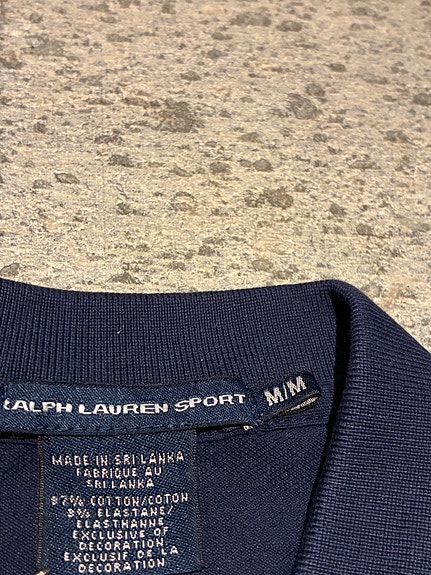 RALPH LAUREN SPORT
M/M
MADE IN SRI LANKA
FABRIQUE AU
SRI LANKA
97% COTTON/COTON
3% ELASTANE/
ELASTHANNE
EXCLUSIVE OF
DECORATION
EXCLUSIF DE LA
DECORATION